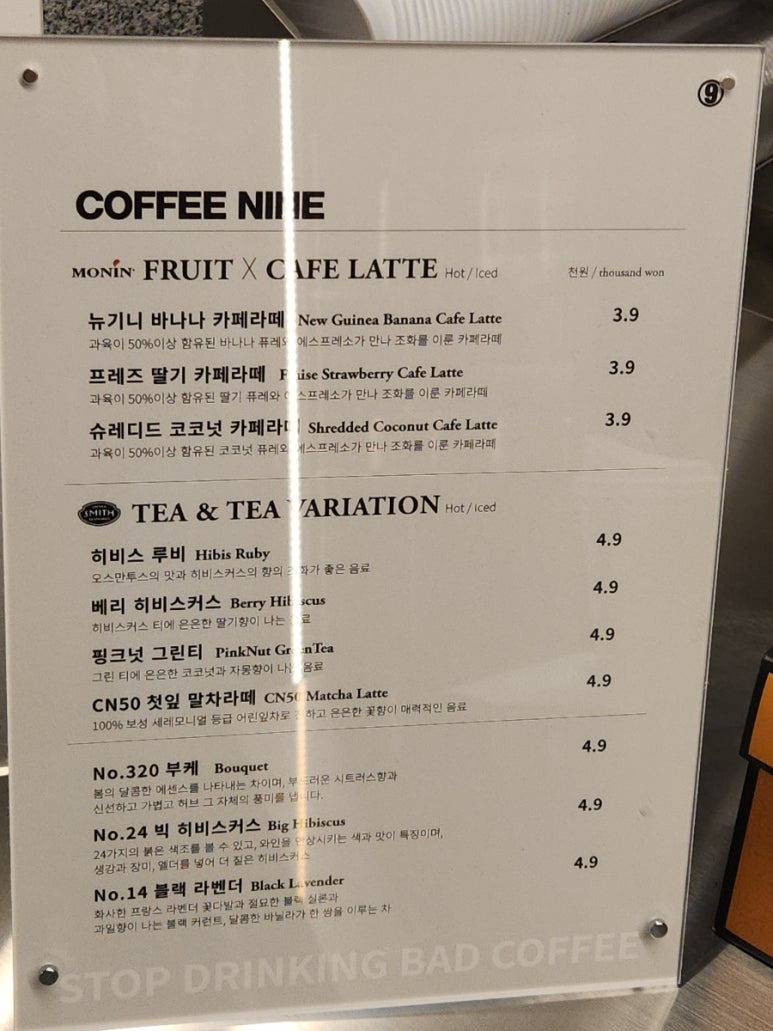 ⑨
COFFEE NINE
MONIN FRUIT X CAFE LATTE Hot / Iced 천원 / thousand won
뉴기니 바나나 카페라떼 New Guinea Banana Cafe Latte 3.9
과육이 50%이상 함유된 바나나 퓨레와 에스프레소가 만나 조화를 이룬 카페라떼
프레즈 딸기 카페라떼 Fraise Strawberry Cafe Latte 3.9
과육이 50%이상 함유된 딸기 퓨레와 에스프레소가 만나 조화를 이룬 카페라떼
슈레디드 코코넛 카페라떼 Shredded Coconut Cafe Latte 3.9
과육이 50%이상 함유된 코코넛 퓨레와 에스프레소가 만나 조화를 이룬 카페라떼
SMITH TEA & TEA VARIATION Hot / Iced
히비스 루비 Hibis Ruby 4.9
오스만투스의 맛과 히비스커스의 향의 조화가 좋은 음료
베리 히비스커스 Berry Hibiscus 4.9
히비스커스 티에 은은한 딸기향이 나는 음료
핑크넛 그린티 PinkNut GreenTea 4.9
그린 티에 은은한 코코넛과 자몽향이 나는 음료
CN50 첫잎 말차라떼 CN50 Matcha Latte 4.9
100% 보성 세레모니얼 등급 어린잎차로 진하고 은은한 꽃향이 매력적인 음료
No.320 부케 Bouquet 4.9
봄의 달콤한 에센스를 나타내는 차이며, 부드러운 시트러스향과
신선하고 가볍고 허브 그 자체의 풍미를 냅니다.
No.24 빅 히비스커스 Big Hibiscus 4.9
24가지의 붉은 색조를 볼 수 있고, 와인을 연상시키는 색과 맛이 특징이며,
생강과 장미, 엘더를 넣어 더 짙은 히비스커스
No.14 블랙 라벤더 Black Lavender 4.9
화사한 프랑스 라벤더 꽃다발과 절묘한 블랙 실론과
과일향이 나는 블랙 커런트, 달콤한 바닐라가 한 쌍을 이루는 차
STOP DRINKING BAD COFFEE